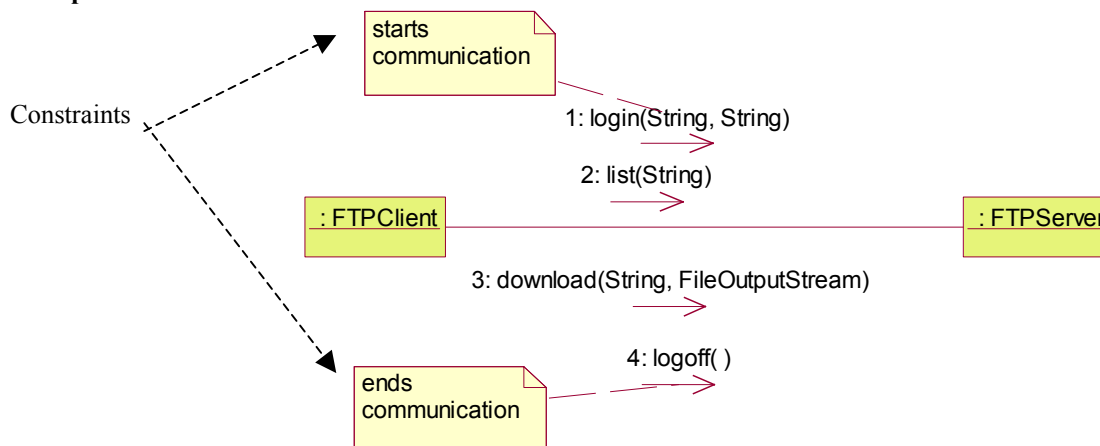 starts
communication
Constraints
1: login(String, String)
2: list(String)
: FTPClient
: FTPServer
3: download(String, FileOutputStream)
4: logoff( )
ends
communication